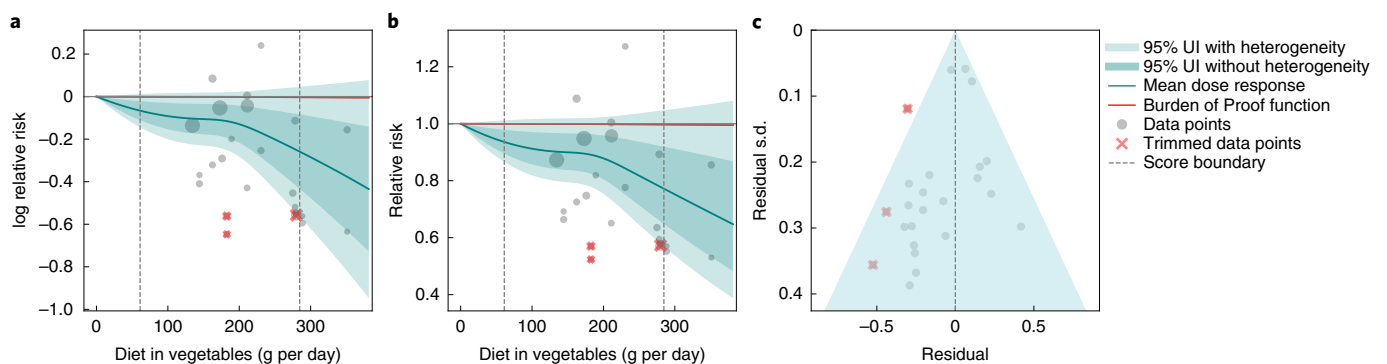 a
0.2
0
−0.2
−0.4
−0.6
−0.8
−1.0
log relative risk
0 100 200 300
Diet in vegetables (g per day)
b
1.2
1.0
0.8
0.6
0.4
Relative risk
0 100 200 300
Diet in vegetables (g per day)
c
0
0.1
0.2
0.3
0.4
Residual s.d.
−0.5 0 0.5
Residual
95% UI with heterogeneity
95% UI without heterogeneity
Mean dose response
Burden of Proof function
Data points
Trimmed data points
Score boundary